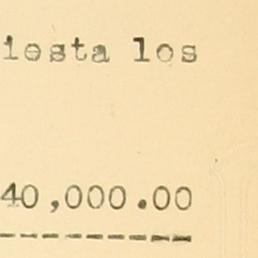 iesta los
40,000.00
---------